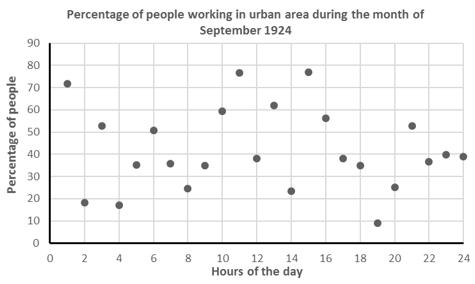 Percentage of people working in urban area during the month of
September 1924
Percentage of people
90
80
70
60
50
40
30
20
10
0
0 2 4 6 8 10 12 14 16 18 20 22 24
Hours of the day